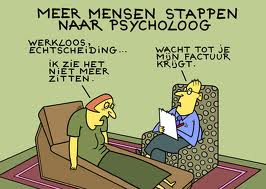 MEER MENSEN STAPPEN
NAAR PSYCHOLOOG
WERKLOOS,
ECHTSCHEIDING...
IK ZIE HET
NIET MEER
ZITTEN.
WACHT TOT JE
MIJN FACTUUR
KRIJGT.